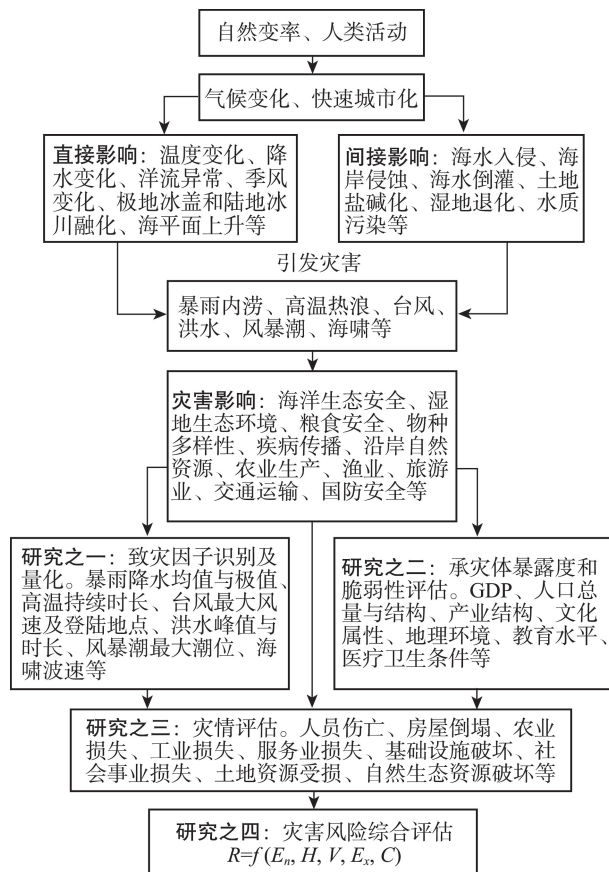 自然变率、人类活动
气候变化、快速城市化
直接影响：温度变化、降
水变化、洋流异常、季风
变化、极地冰盖和陆地冰
川融化、海平面上升等
间接影响：海水入侵、海
岸侵蚀、海水倒灌、土地
盐碱化、湿地退化、水质
污染等
引发灾害
暴雨内涝、高温热浪、台风、
洪水、风暴潮、海啸等
灾害影响：海洋生态安全、湿
地生态环境、粮食安全、物种
多样性、疾病传播、沿岸自然
资源、农业生产、渔业、旅游
业、交通运输、国防安全等
研究之一：致灾因子识别及
量化。暴雨降水均值与极值、
高温持续时长、台风最大风
速及登陆地点、洪水峰值与
时长、风暴潮最大潮位、海
啸波速等
研究之二：承灾体暴露度和
脆弱性评估。GDP、人口总
量与结构、产业结构、文化
属性、地理环境、教育水平、
医疗卫生条件等
研究之三：灾情评估。人员伤亡、房屋倒塌、农业
损失、工业损失、服务业损失、基础设施破坏、社
会事业损失、土地资源受损、自然生态资源破坏等
研究之四：灾害风险综合评估
R=f (Eₙ, H, V, Eₓ, C)